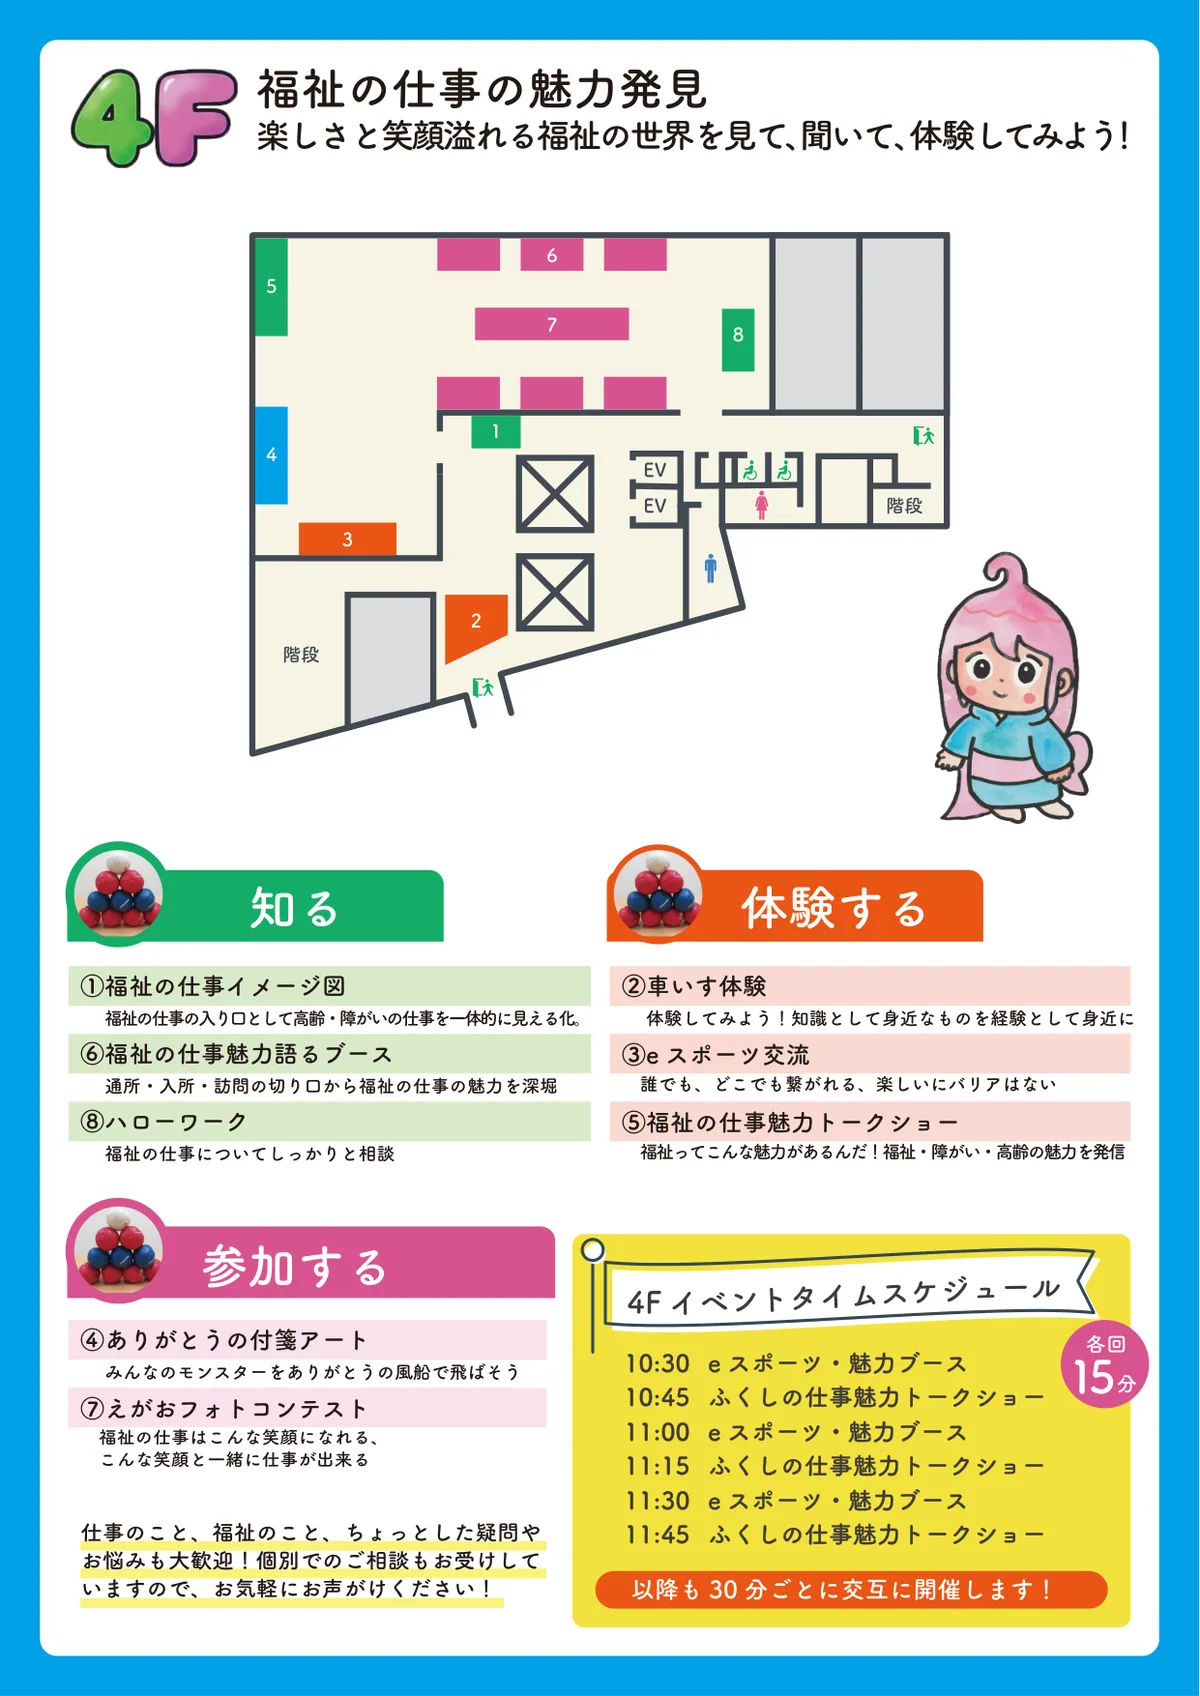 4F
福祉の仕事の魅力発見
楽しさと笑顔溢れる福祉の世界を見て、聞いて、体験してみよう!
5
6
7
8
4
1
EV
EV
階段
3
2
階段
知る
①福祉の仕事イメージ図
福祉の仕事の入り口として高齢・障がいの仕事を一体的に見える化。
⑥福祉の仕事魅力語るブース
通所・入所・訪問の切り口から福祉の仕事の魅力を深堀
⑧ハローワーク
福祉の仕事についてしっかりと相談
体験する
②車いす体験
体験してみよう！知識として身近なものを経験として身近に
③eスポーツ交流
誰でも、どこでも繋がれる、楽しいにバリアはない
⑤福祉の仕事魅力トークショー
福祉ってこんな魅力があるんだ！福祉・障がい・高齢の魅力を発信
参加する
④ありがとうの付箋アート
みんなのモンスターをありがとうの風船で飛ばそう
⑦えがおフォトコンテスト
福祉の仕事はこんな笑顔になれる、
こんな笑顔と一緒に仕事が出来る
仕事のこと、福祉のこと、ちょっとした疑問や
お悩みも大歓迎！個別でのご相談もお受けして
いますので、お気軽にお声がけください！
4F イベントタイムスケジュール
各回
15分
10:30 eスポーツ・魅力ブース
10:45 ふくしの仕事魅力トークショー
11:00 eスポーツ・魅力ブース
11:15 ふくしの仕事魅力トークショー
11:30 eスポーツ・魅力ブース
11:45 ふくしの仕事魅力トークショー
以降も30分ごとに交互に開催します！